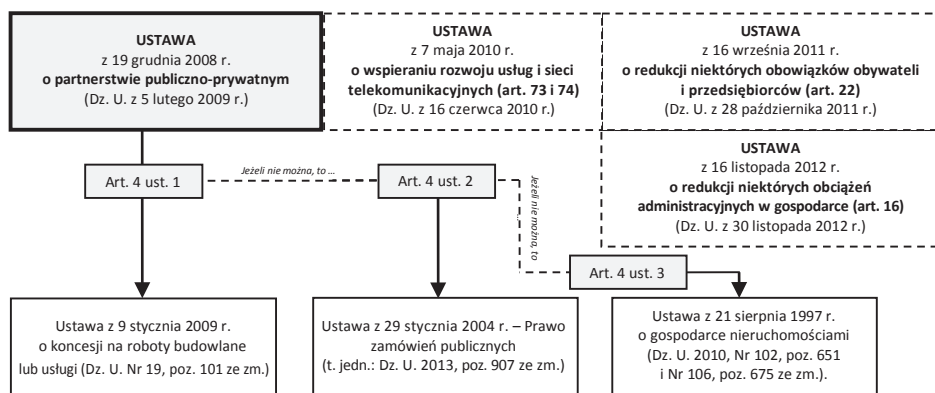 USTAWA
z 19 grudnia 2008 r.
o partnerstwie publiczno-prywatnym
(Dz. U. z 5 lutego 2009 r.)
USTAWA
z 7 maja 2010 r.
o wspieraniu rozwoju usług i sieci
telekomunikacyjnych (art. 73 i 74)
(Dz. U. z 16 czerwca 2010 r.)
USTAWA
z 16 września 2011 r.
o redukcji niektórych obowiązków obywateli
i przedsiębiorców (art. 22)
(Dz. U. z 28 października 2011 r.)
USTAWA
z 16 listopada 2012 r.
o redukcji niektórych obciążeń
administracyjnych w gospodarce (art. 16)
(Dz. U. z 30 listopada 2012 r.)
Art. 4 ust. 1
Jeżeli nie można, to ...
Art. 4 ust. 2
Jeżeli nie można, to
...
Art. 4 ust. 3
Ustawa z 9 stycznia 2009 r.
o koncesji na roboty budowlane
lub usługi (Dz. U. Nr 19, poz. 101 ze zm.)
Ustawa z 29 stycznia 2004 r. – Prawo
zamówień publicznych
(t. jedn.: Dz. U. 2013, poz. 907 ze zm.)
Ustawa z 21 sierpnia 1997 r.
o gospodarce nieruchomościami
(Dz. U. 2010, Nr 102, poz. 651
i Nr 106, poz. 675 ze zm.).